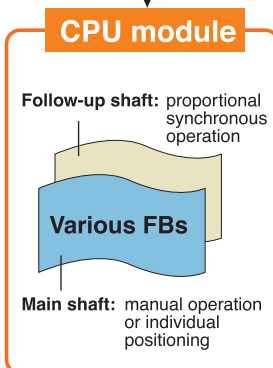 CPU module
Follow-up shaft: proportional
synchronous
operation
Various FBs
Main shaft: manual operation
or individual
positioning